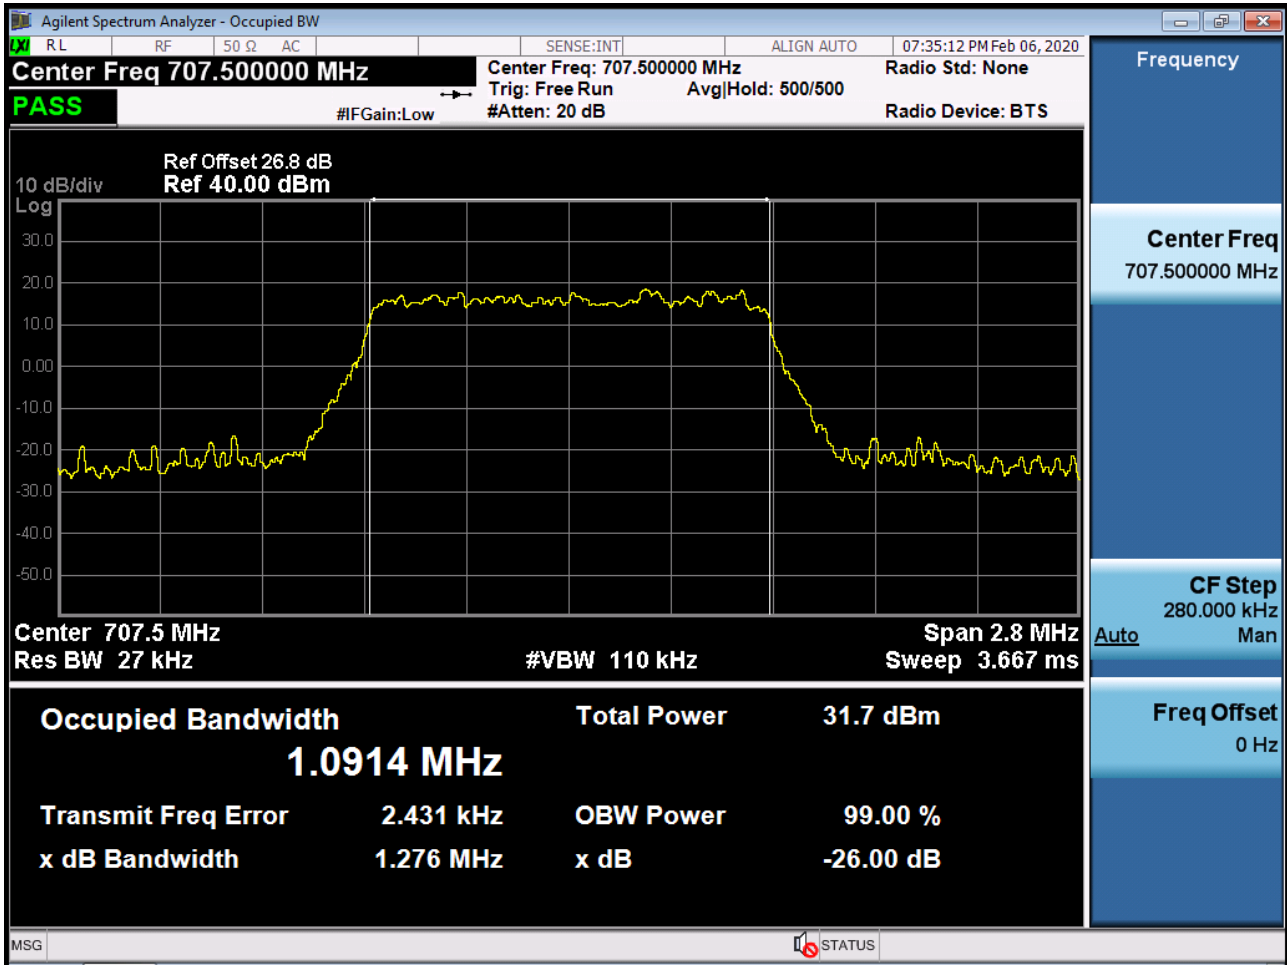 Agilent Spectrum Analyzer - Occupied BW
LXI RL RF 50 Ω AC SENSE:INT ALIGN AUTO 07:35:12 PM Feb 06, 2020
Center Freq 707.500000 MHz
Center Freq: 707.500000 MHz
Radio Std: None
Trig: Free Run Avg|Hold: 500/500
PASS
#IFGain:Low
#Atten: 20 dB
Radio Device: BTS
Frequency
Ref Offset 26.8 dB
10 dB/div Ref 40.00 dBm
Log
30.0
20.0
10.0
0.00
-10.0
-20.0
-30.0
-40.0
-50.0
Center 707.5 MHz Span 2.8 MHz
Res BW 27 kHz #VBW 110 kHz Sweep 3.667 ms
Occupied Bandwidth Total Power 31.7 dBm
1.0914 MHz
Transmit Freq Error 2.431 kHz OBW Power 99.00 %
x dB Bandwidth 1.276 MHz x dB -26.00 dB
Center Freq
707.500000 MHz
CF Step
280.000 kHz
Auto Man
Freq Offset
0 Hz
MSG STATUS